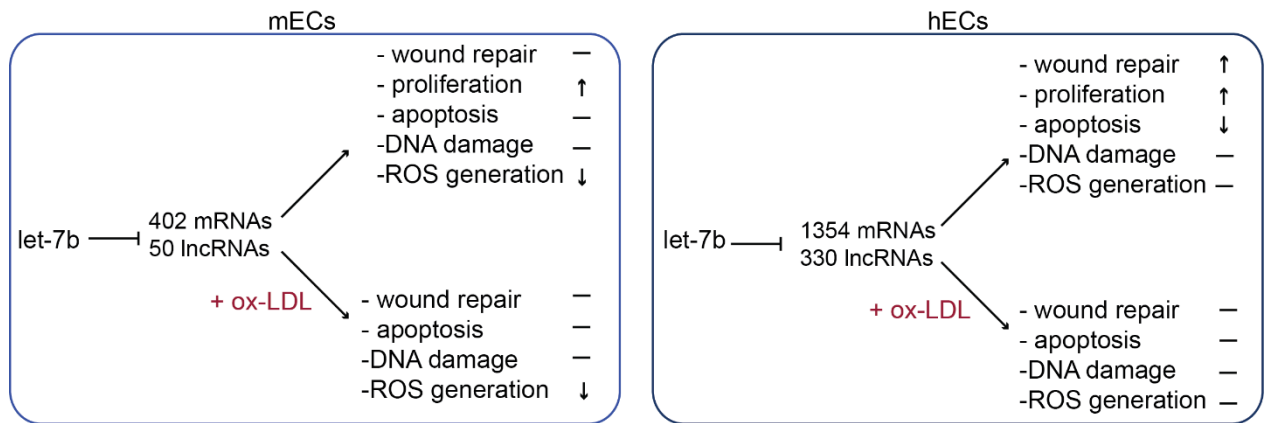 mECs
- wound repair —
- proliferation ↑
- apoptosis —
-DNA damage —
-ROS generation ↓
let-7b
402 mRNAs
50 lncRNAs
+ ox-LDL
- wound repair —
- apoptosis —
-DNA damage —
-ROS generation ↓
hECs
- wound repair ↑
- proliferation ↑
- apoptosis ↓
-DNA damage —
-ROS generation —
let-7b
1354 mRNAs
330 lncRNAs
+ ox-LDL
- wound repair —
- apoptosis —
-DNA damage —
-ROS generation —